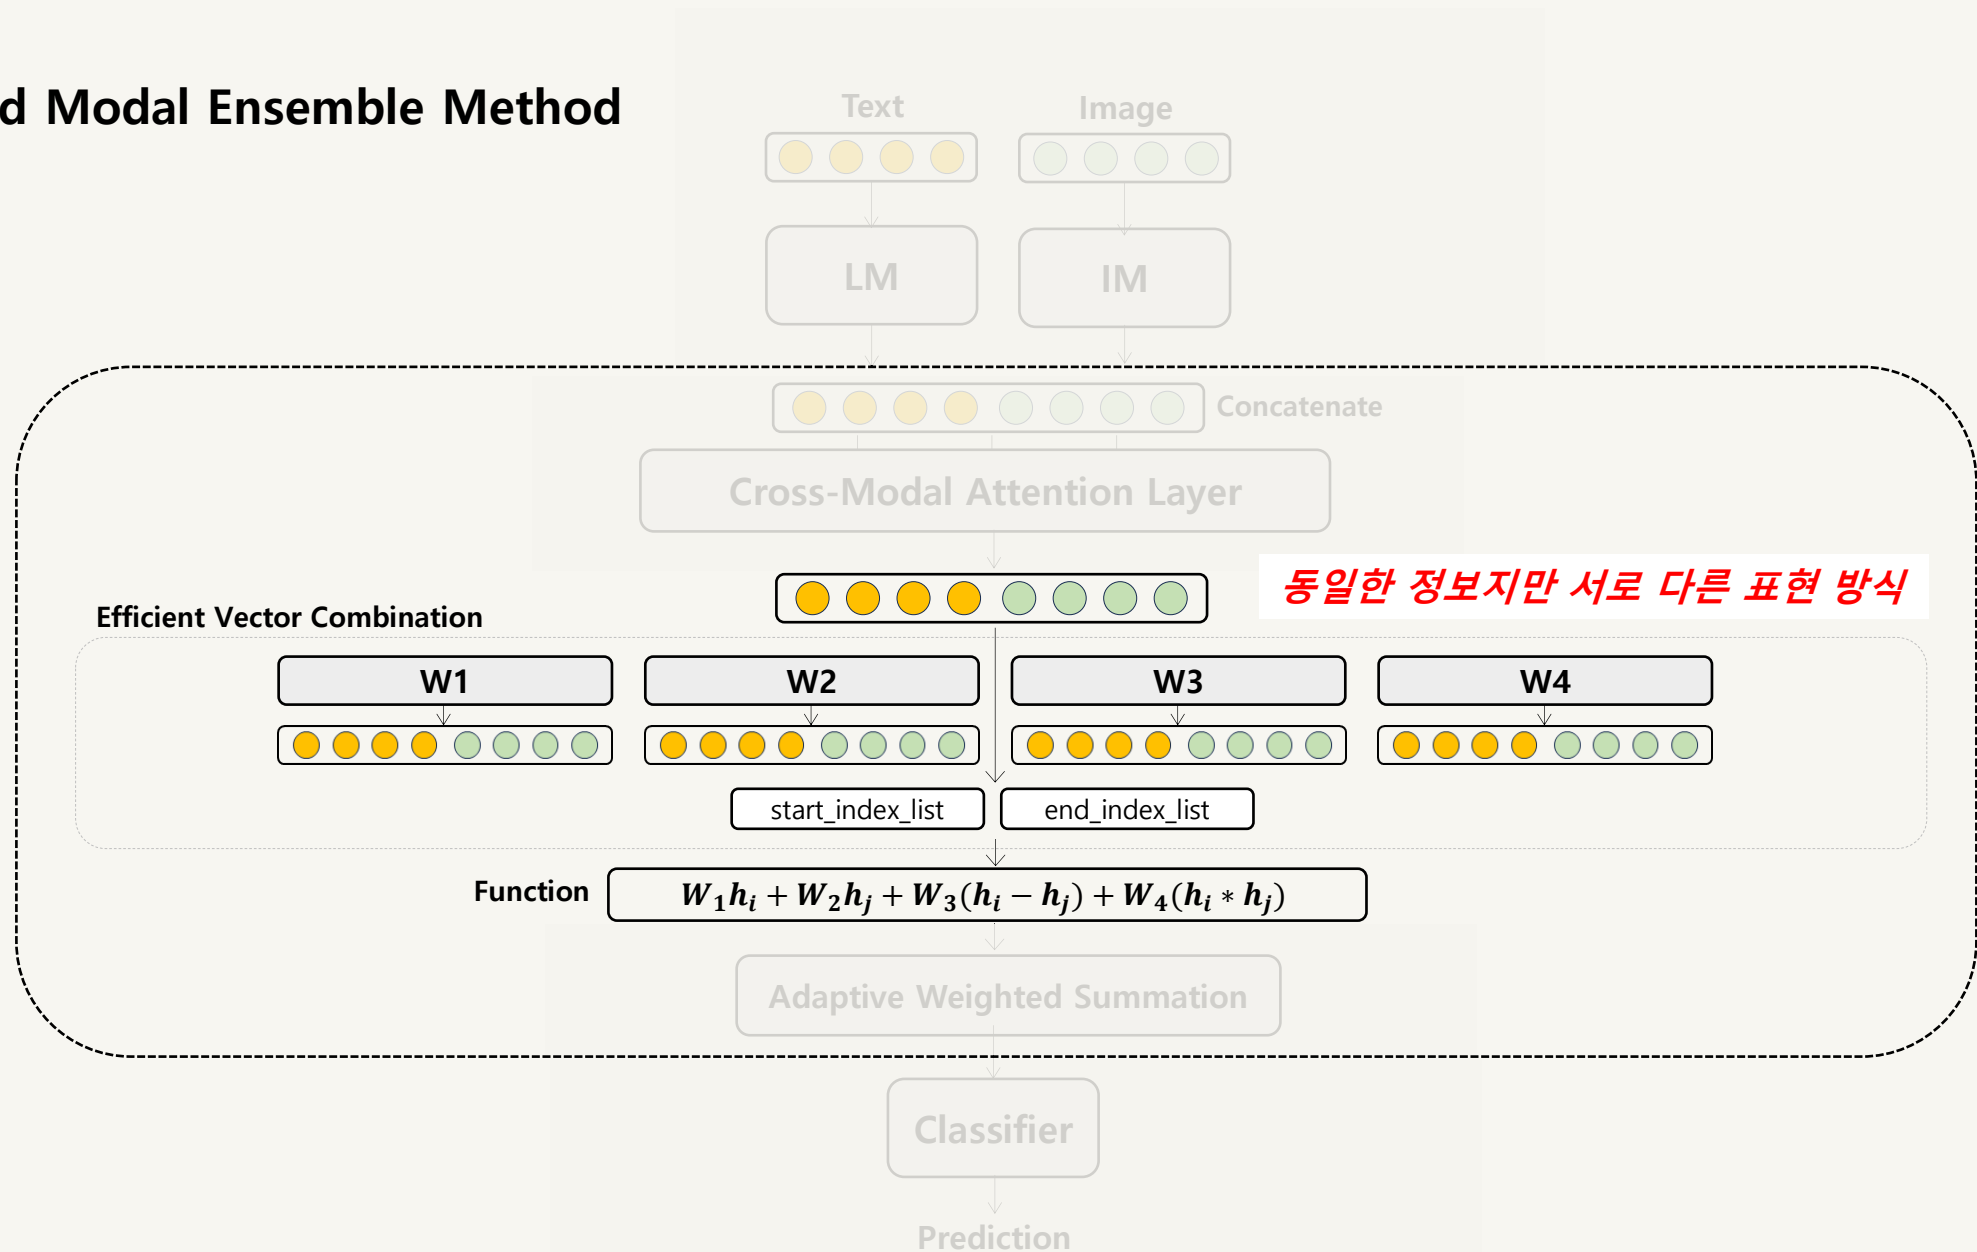 d Modal Ensemble Method
Text
Image
LM
IM
Concatenate
Cross-Modal Attention Layer
동일한 정보지만 서로 다른 표현 방식
Efficient Vector Combination
W1
W2
W3
W4
start_index_list
end_index_list
Function
W₁hᵢ + W₂hⱼ + W₃(hᵢ − hⱼ) + W₄(hᵢ * hⱼ)
Adaptive Weighted Summation
Classifier
Prediction